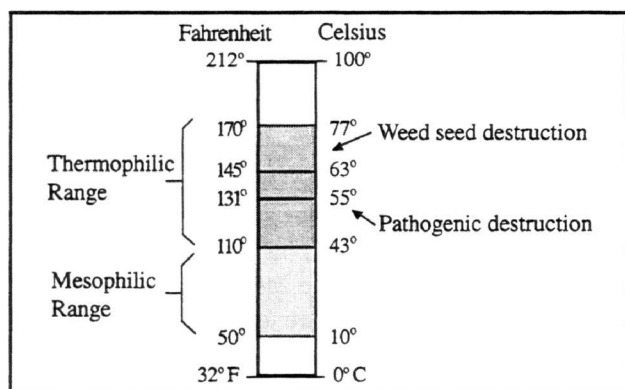 Fahrenheit Celsius
212° 100°
170° 77°
Weed seed destruction
Thermophilic
Range
145° 63°
131° 55°
Pathogenic destruction
110° 43°
Mesophilic
Range
50° 10°
32°F 0°C